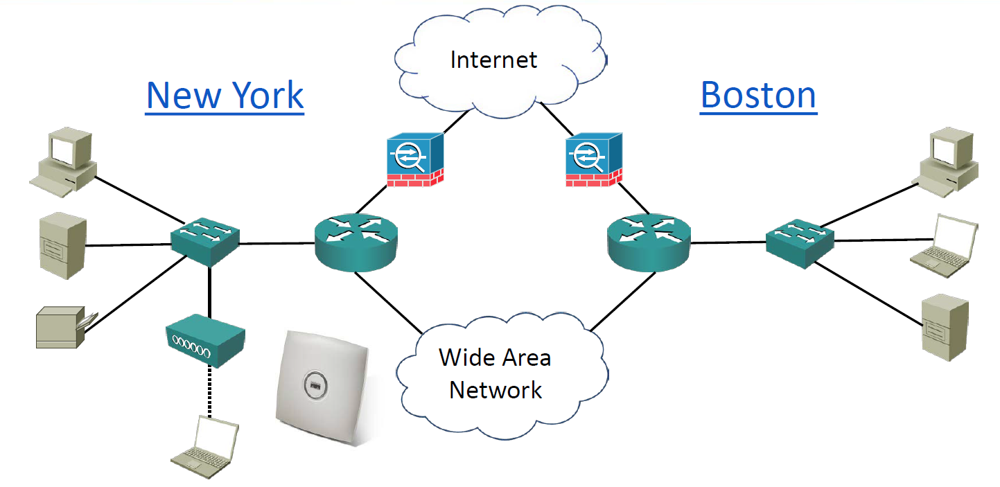 Internet
New York
Boston
Wide Area
Network